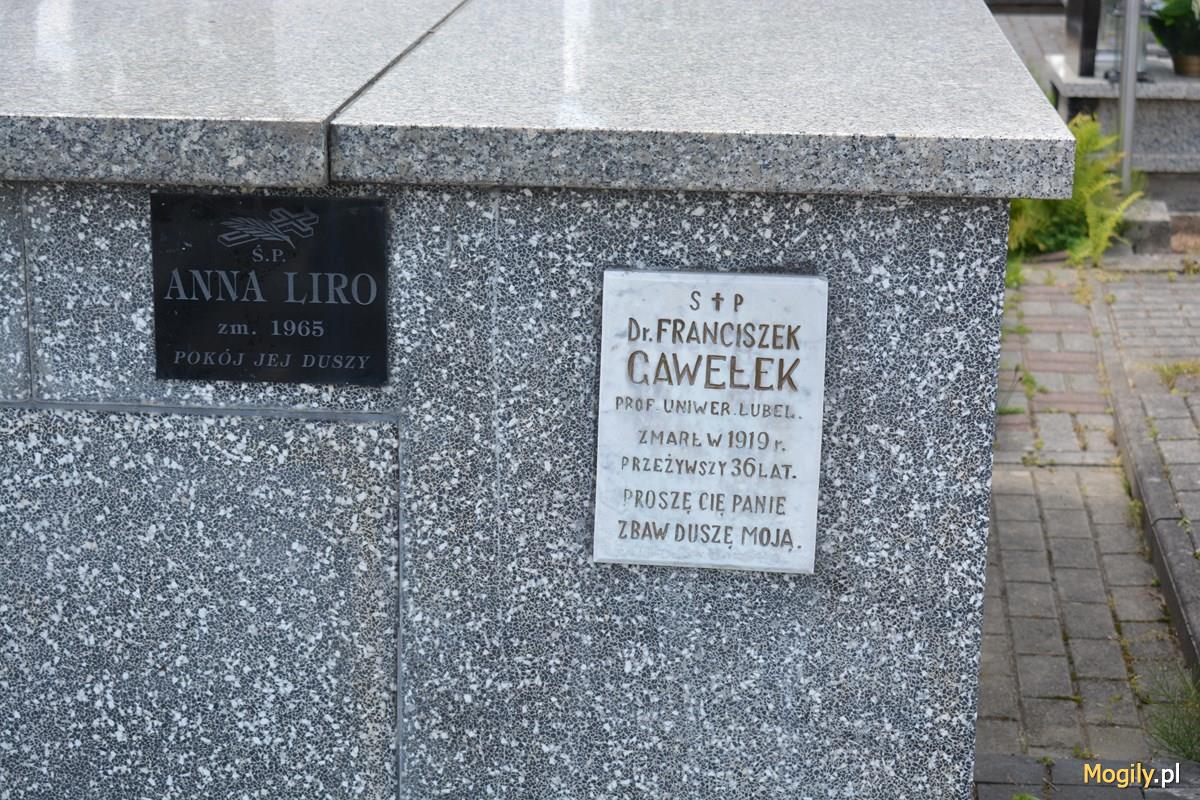 Ś.P.
ANNA LIRO
zm. 1965
POKÓJ JEJ DUSZY
S † P
Dr. FRANCISZEK
GAWEŁEK
PROF. UNIWER. LUBEL.
ZMARŁ W 1919 r.
PRZEŻYWSZY 36 LAT.
PROSZĘ CIĘ PANIE
ZBAW DUSZĘ MOJĄ.
Mogily.pl